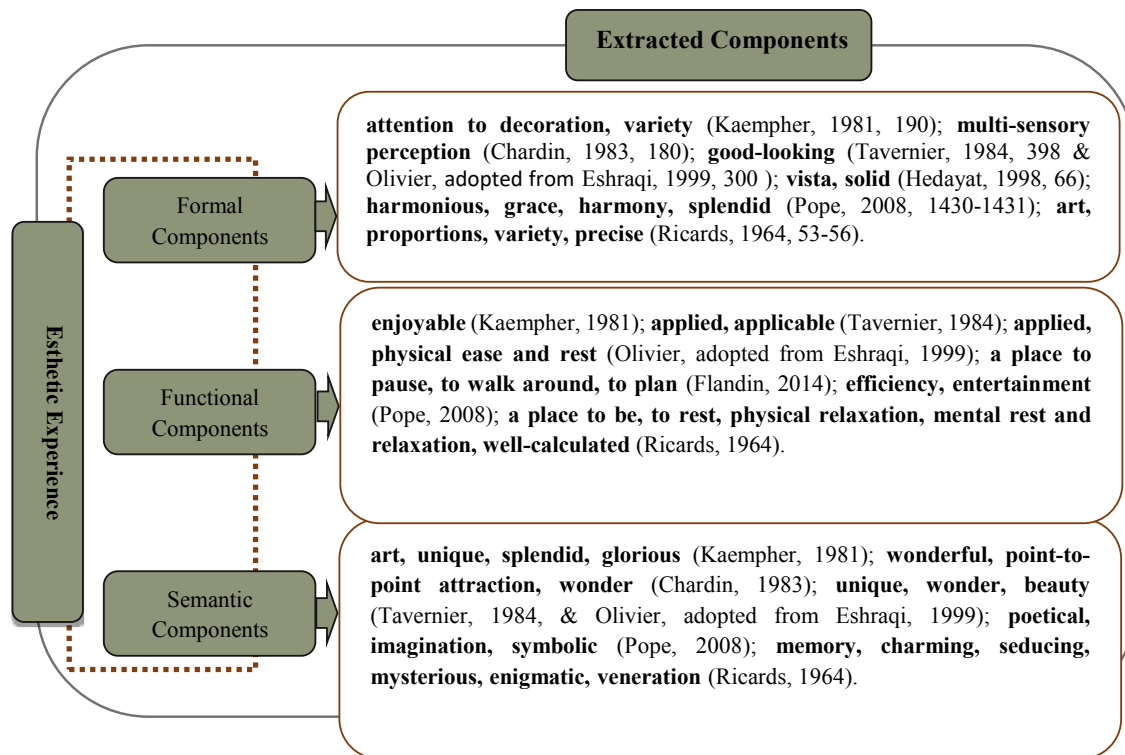 Extracted Components
attention to decoration, variety (Kaempher, 1981, 190); multi-sensory
perception (Chardin, 1983, 180); good-looking (Tavernier, 1984, 398 &
Olivier, adopted from Eshraqi, 1999, 300 ); vista, solid (Hedayat, 1998, 66);
harmonious, grace, harmony, splendid (Pope, 2008, 1430-1431); art,
proportions, variety, precise (Ricards, 1964, 53-56).
Formal
Components
Esthetic Experience
enjoyable (Kaempher, 1981); applied, applicable (Tavernier, 1984); applied,
physical ease and rest (Olivier, adopted from Eshraqi, 1999); a place to
pause, to walk around, to plan (Flandin, 2014); efficiency, entertainment
(Pope, 2008); a place to be, to rest, physical relaxation, mental rest and
relaxation, well-calculated (Ricards, 1964).
Functional
Components
art, unique, splendid, glorious (Kaempher, 1981); wonderful, point-to-
point attraction, wonder (Chardin, 1983); unique, wonder, beauty
(Tavernier, 1984, & Olivier, adopted from Eshraqi, 1999); poetical,
imagination, symbolic (Pope, 2008); memory, charming, seducing,
mysterious, enigmatic, veneration (Ricards, 1964).
Semantic
Components